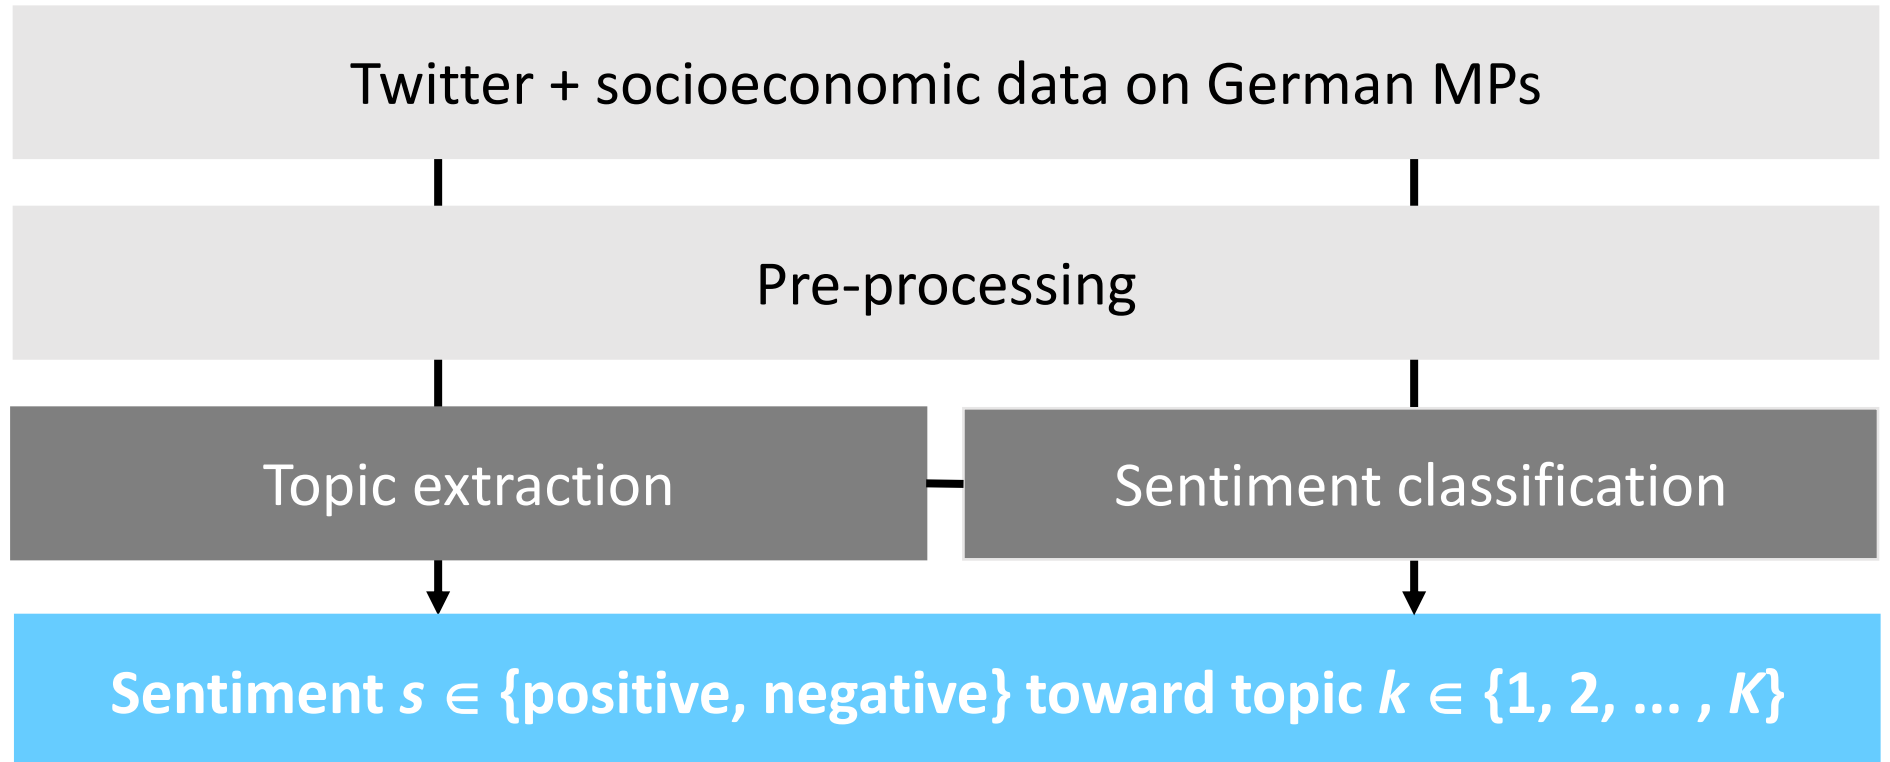 Twitter + socioeconomic data on German MPs
Pre-processing
Topic extraction
Sentiment classification
Sentiment s ∈ {positive, negative} toward topic k ∈ {1, 2, ... , K}